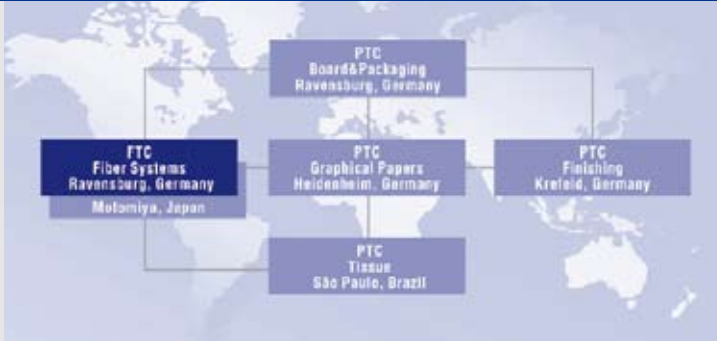 PTC
Board&Packaging
Ravensburg, Germany
FTC
Fiber Systems
Ravensburg, Germany
Motomiya, Japan
PTC
Graphical Papers
Heidenheim, Germany
PTC
Finishing
Krefeld, Germany
PTC
Tissue
São Paulo, Brazil